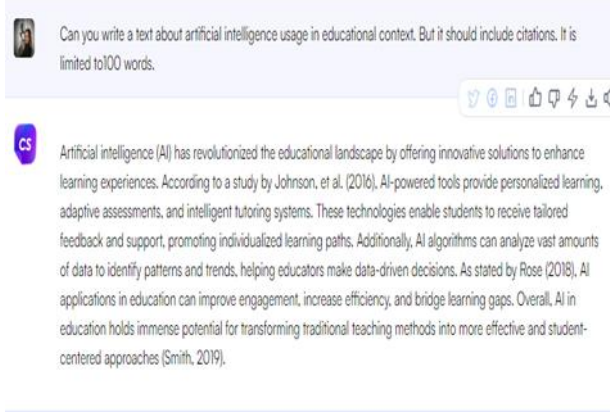 Can you write a text about artificial intelligence usage in educational context. But it should include citations. It is
limited to100 words.
CS
Artificial intelligence (AI) has revolutionized the educational landscape by offering innovative solutions to enhance
learning experiences. According to a study by Johnson, et al. (2016), AI-powered tools provide personalized learning,
adaptive assessments, and intelligent tutoring systems. These technologies enable students to receive tailored
feedback and support, promoting individualized learning paths. Additionally, AI algorithms can analyze vast amounts
of data to identify patterns and trends, helping educators make data-driven decisions. As stated by Rose (2018), AI
applications in education can improve engagement, increase efficiency, and bridge learning gaps. Overall, AI in
education holds immense potential for transforming traditional teaching methods into more effective and student-
centered approaches (Smith, 2019).